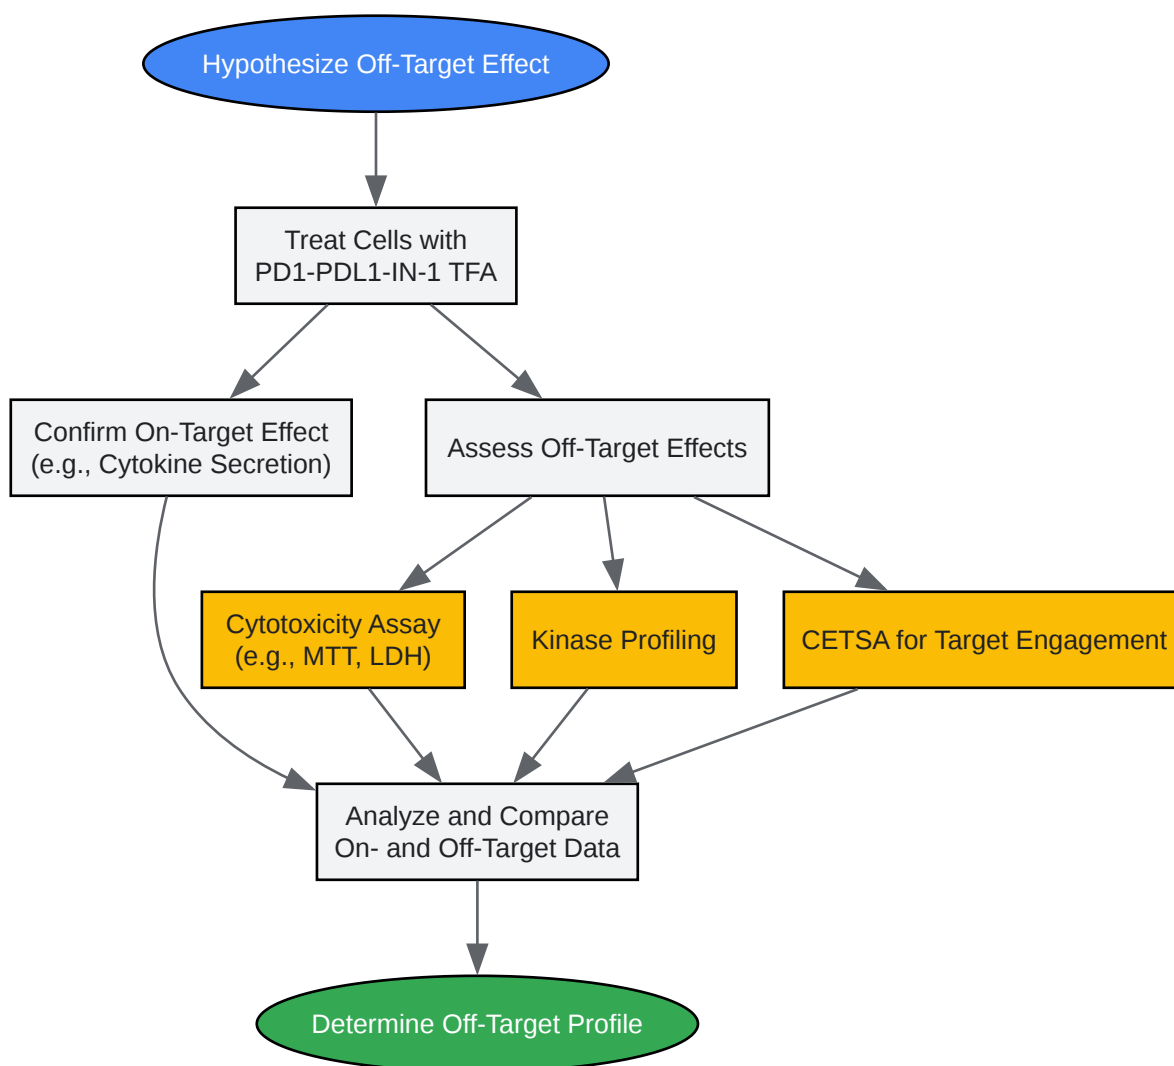 Hypothesize Off-Target Effect
Treat Cells with
PD1-PDL1-IN-1 TFA
Confirm On-Target Effect
(e.g., Cytokine Secretion)
Assess Off-Target Effects
Cytotoxicity Assay
(e.g., MTT, LDH)
Kinase Profiling
CETSA for Target Engagement
Analyze and Compare
On- and Off-Target Data
Determine Off-Target Profile